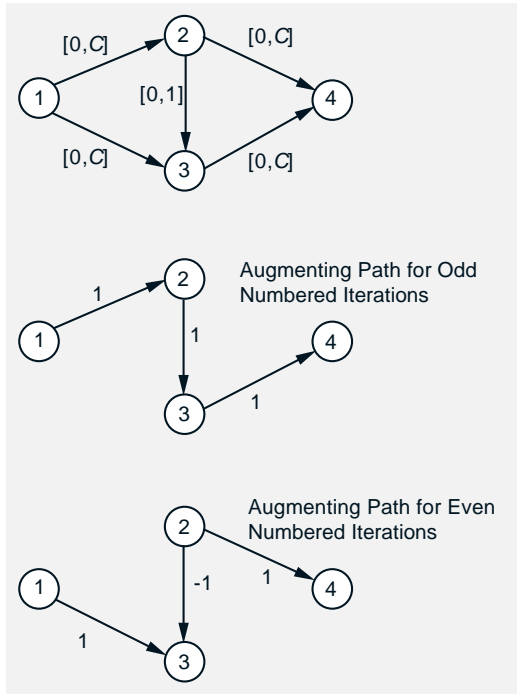 [0,C]
2
[0,C]
1
[0,1]
4
[0,C]
3
[0,C]
2
Augmenting Path for Odd
Numbered Iterations
1
1
1
4
3
1
Augmenting Path for Even
Numbered Iterations
2
1
-1
1
4
1
3